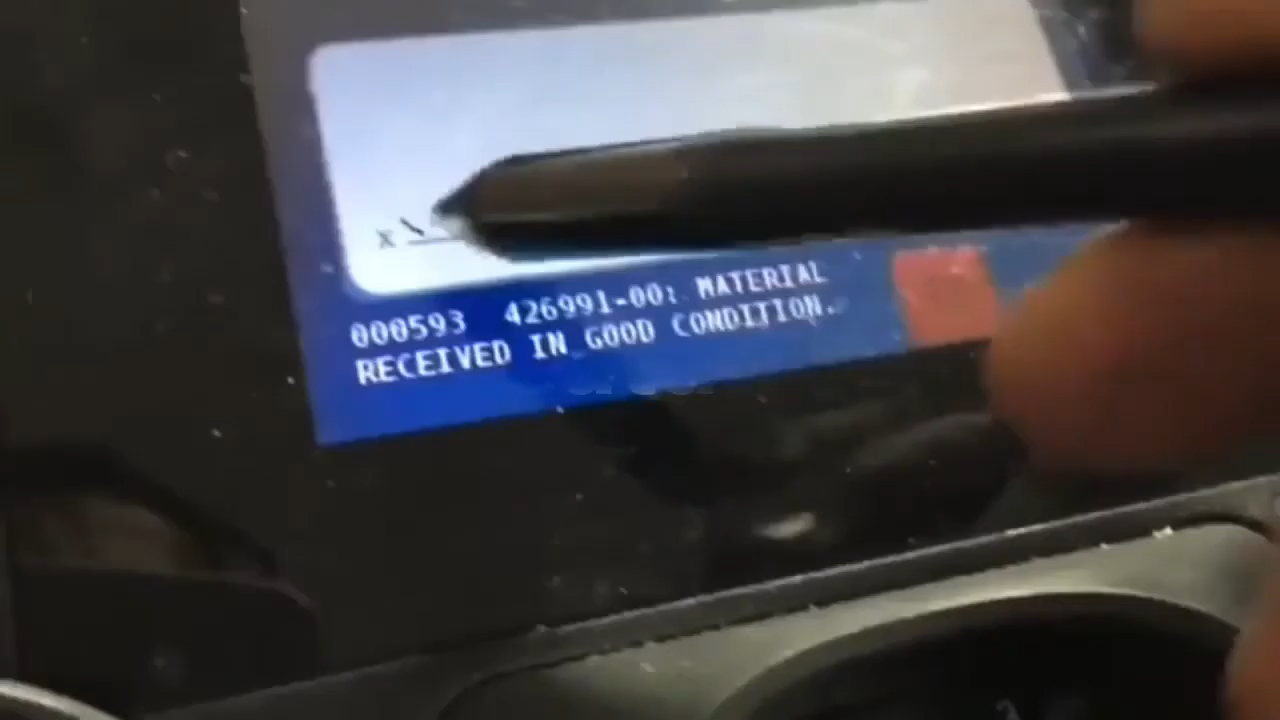 x
000593 426991-00: MATERIAL
RECEIVED IN GOOD CONDITION.